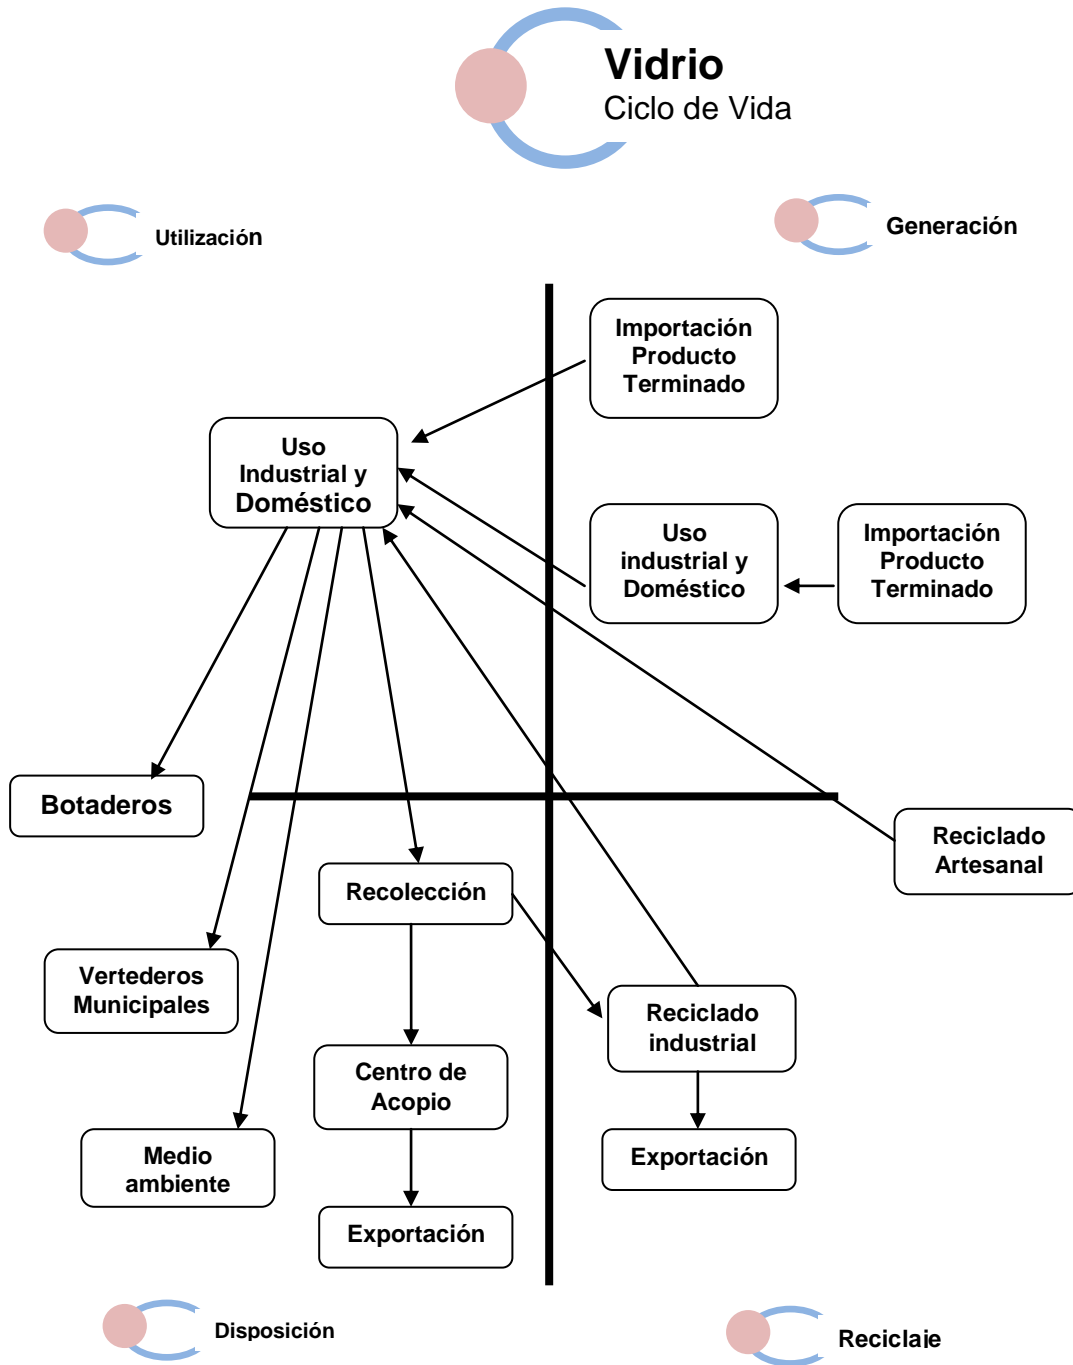 Vidrio
Ciclo de Vida
Utilización
Generación
Importación
Producto
Terminado
Uso
Industrial y
Doméstico
Uso
industrial y
Doméstico
Importación
Producto
Terminado
Botaderos
Reciclado
Artesanal
Recolección
Vertederos
Municipales
Reciclado
industrial
Centro de
Acopio
Medio
ambiente
Exportación
Exportación
Disposición
Reciclaje